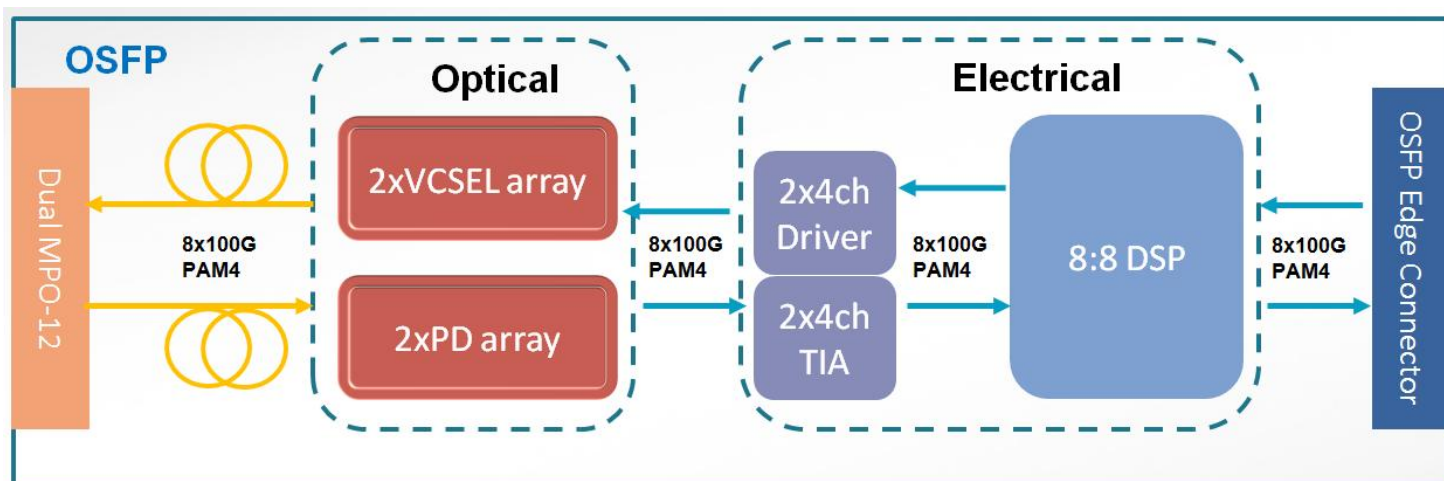 OSFP
Optical
Electrical
Dual MPO-12
8x100G
PAM4
2xVCSEL array
2xPD array
8x100G
PAM4
2x4ch
Driver
2x4ch
TIA
8x100G
PAM4
8:8 DSP
8x100G
PAM4
OSFP Edge Connector